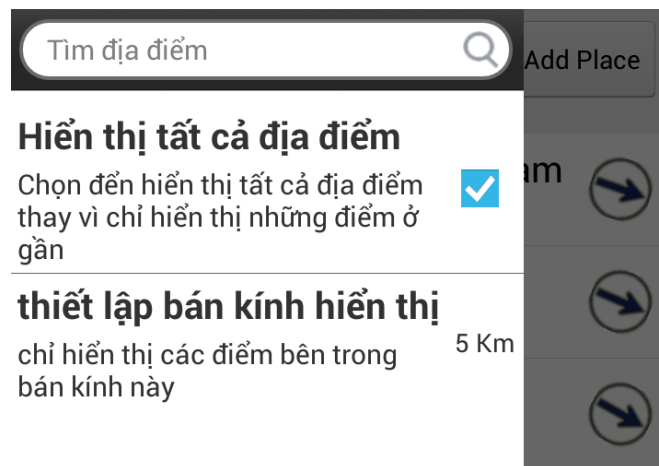 Tìm địa điểm
Add Place
Hiển thị tất cả địa điểm
Chọn đển hiển thị tất cả địa điểm
thay vì chỉ hiển thị những điểm ở
gần
am
thiết lập bán kính hiển thị
chỉ hiển thị các điểm bên trong
bán kính này
5 Km